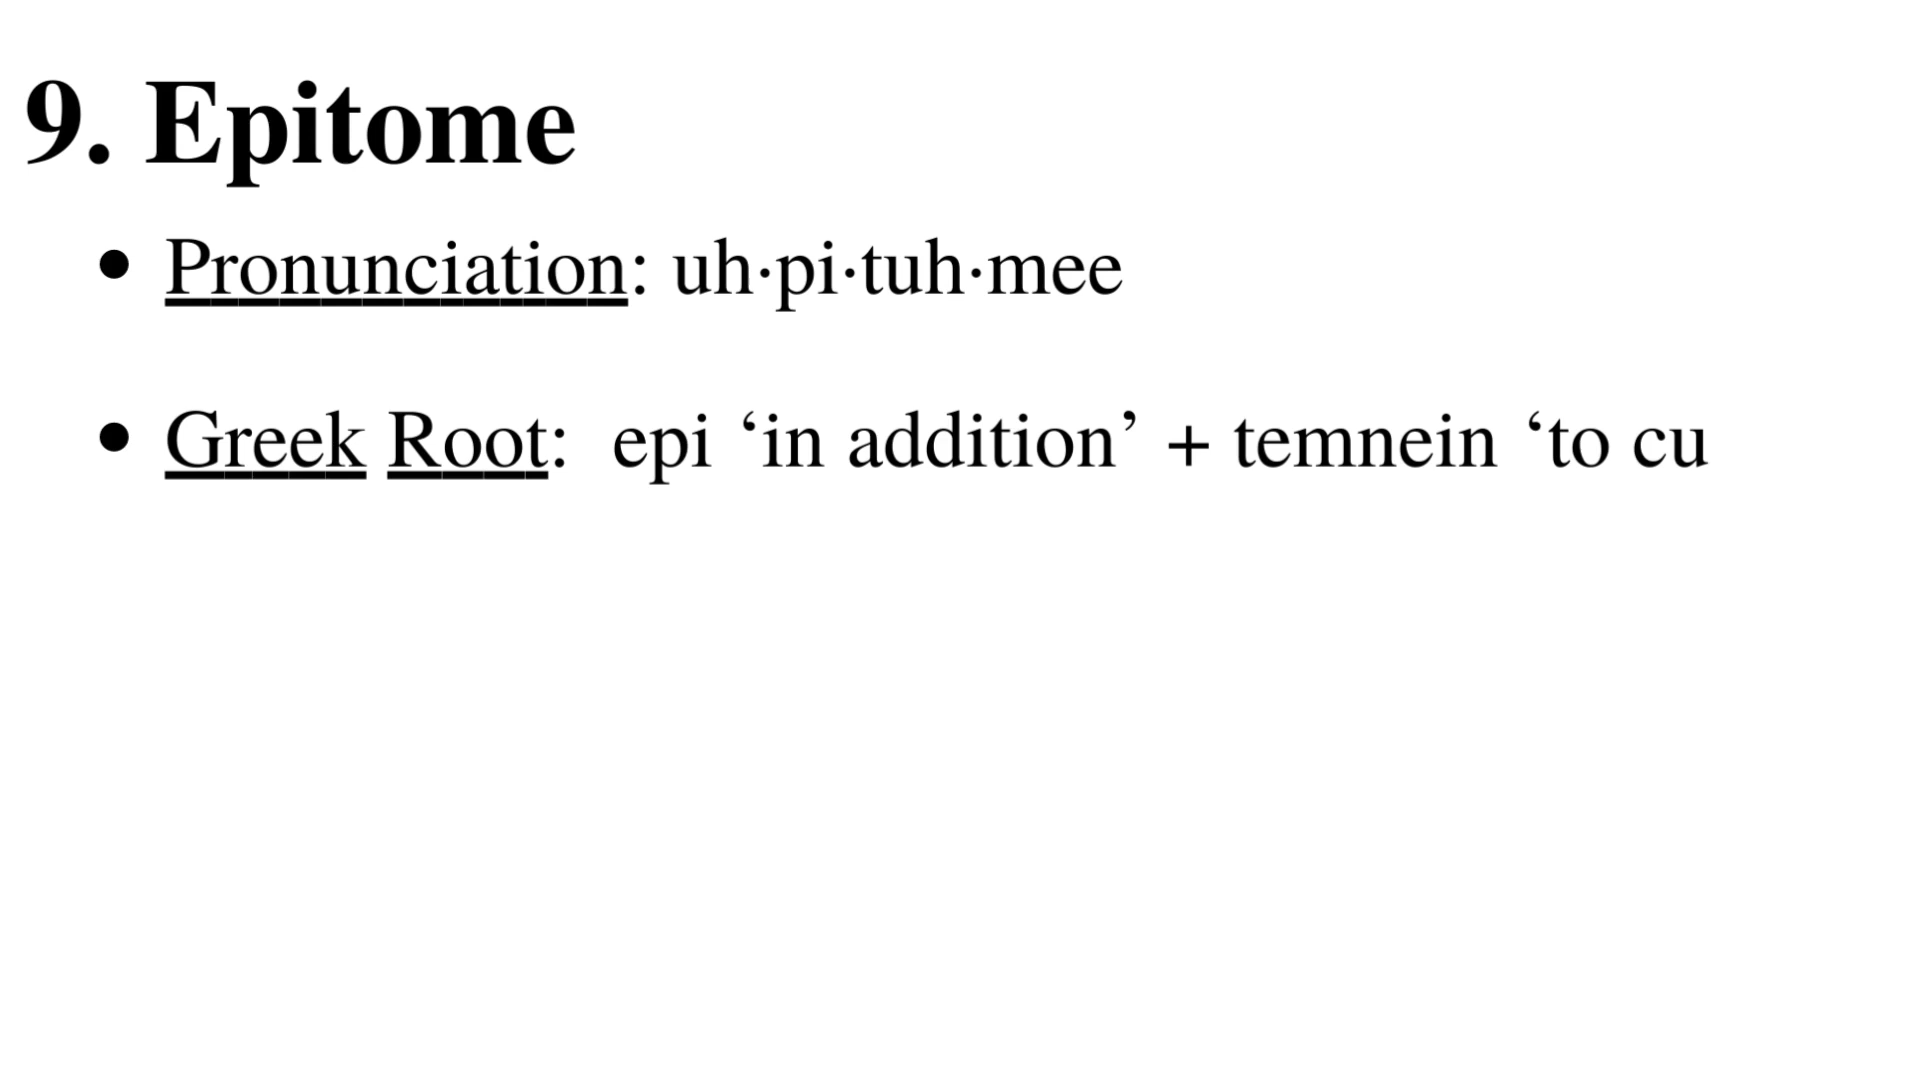 9. Epitome
• Pronunciation: uh·pi·tuh·mee
• Greek Root:  epi ‘in addition’ + temnein ‘to cu